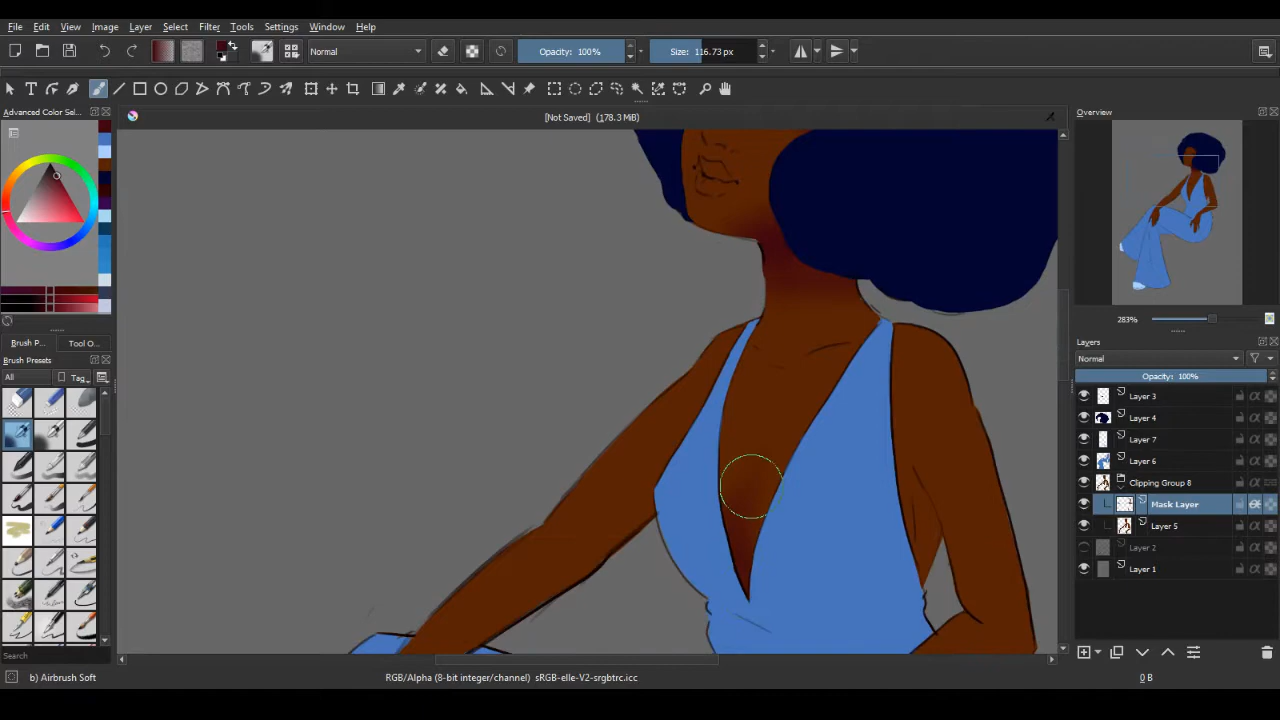 File Edit View Image Layer Select Filter Tools Settings Window Help
Normal Opacity: 100% Size: 116.73 px
Advanced Color Sel...
[Not Saved] (178.3 MiB)
Overview
283%
Brush P... Tool O...
Brush Presets
All Tag
Search
Layers
Normal
Opacity: 100%
Layer 3
Layer 4
Layer 7
Layer 6
Clipping Group 8
Mask Layer
Layer 5
Layer 2
Layer 1
b) Airbrush Soft RGB/Alpha (8-bit integer/channel) sRGB-elle-V2-srgbtrc.icc 0 B